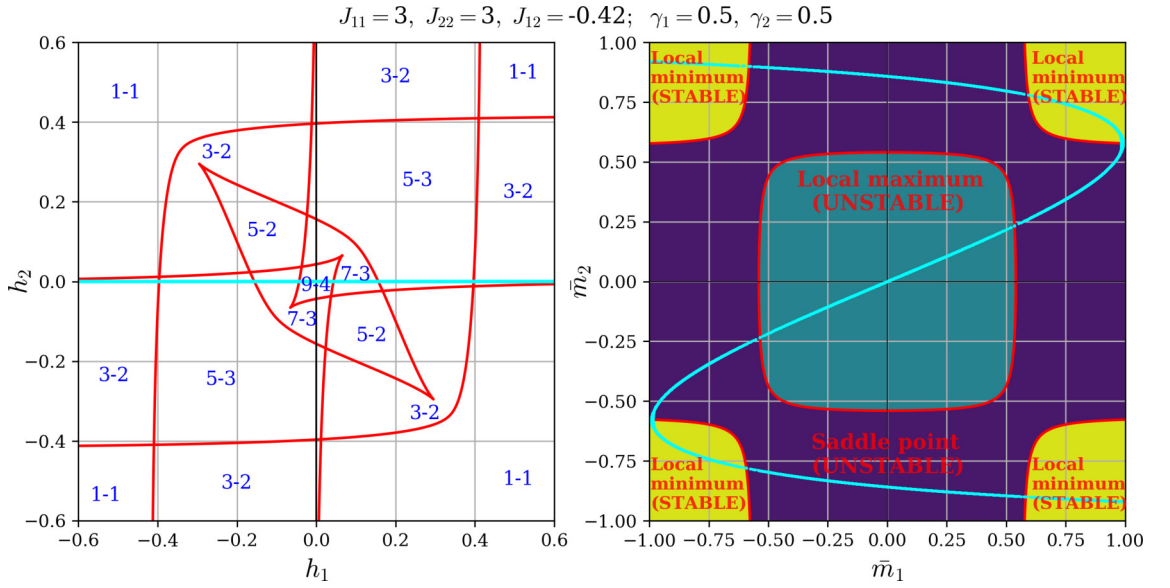 J₁₁ = 3, J₂₂ = 3, J₁₂ = -0.42; γ₁ = 0.5, γ₂ = 0.5
h₂
0.6
0.4
0.2
0.0
−0.2
−0.4
−0.6
1-1
3-2
1-1
3-2
5-3
3-2
5-2
7-3
9-4
7-3
5-2
3-2
5-3
3-2
3-2
1-1
1-1
−0.6 −0.4 −0.2 0.0 0.2 0.4 0.6
h₁
m̄₂
1.00
0.75
0.50
0.25
0.00
−0.25
−0.50
−0.75
−1.00
Local
minimum
(STABLE)
Local
minimum
(STABLE)
Local maximum
(UNSTABLE)
Saddle point
(UNSTABLE)
Local
minimum
(STABLE)
Local
minimum
(STABLE)
−1.00 −0.75 −0.50 −0.25 0.00 0.25 0.50 0.75 1.00
m̄₁